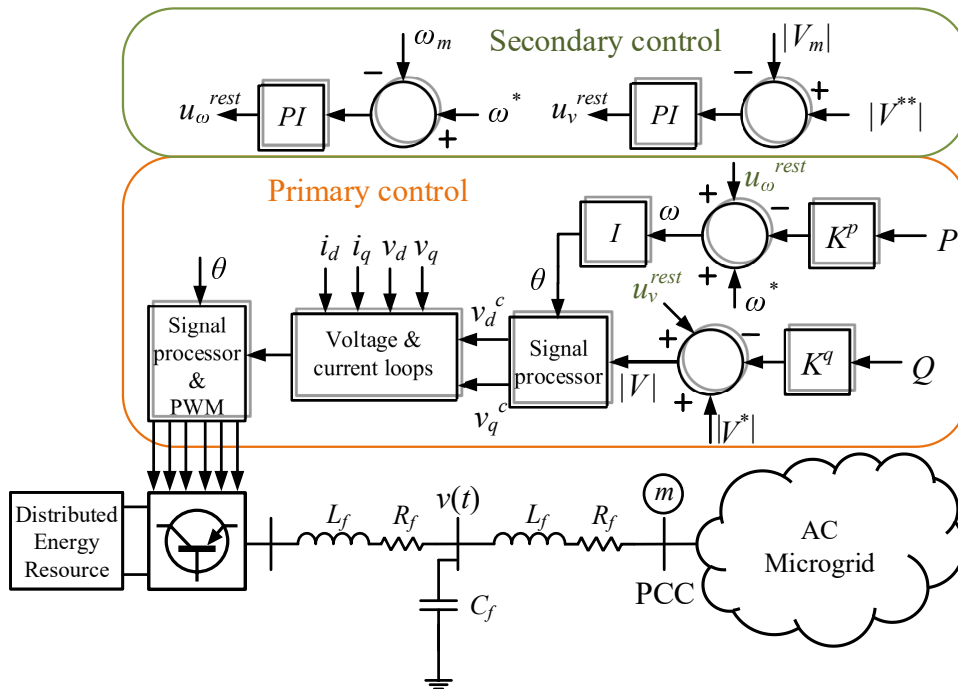 Secondary control
ω_m
−
u_ω^rest
PI
ω^*
+
|V_m|
−
+
u_v^rest
PI
|V^**|
Primary control
u_ω^rest
+
−
I
ω
K^p
P
+
ω^*
θ
i_d i_q v_d v_q
θ
u_v^rest
Signal
processor
&
PWM
Voltage &
current loops
v_d^c
v_q^c
Signal
processor
|V|
+
−
+
K^q
Q
|V^*|
Distributed
Energy
Resource
L_f
R_f
v(t)
L_f
R_f
m
PCC
C_f
AC
Microgrid